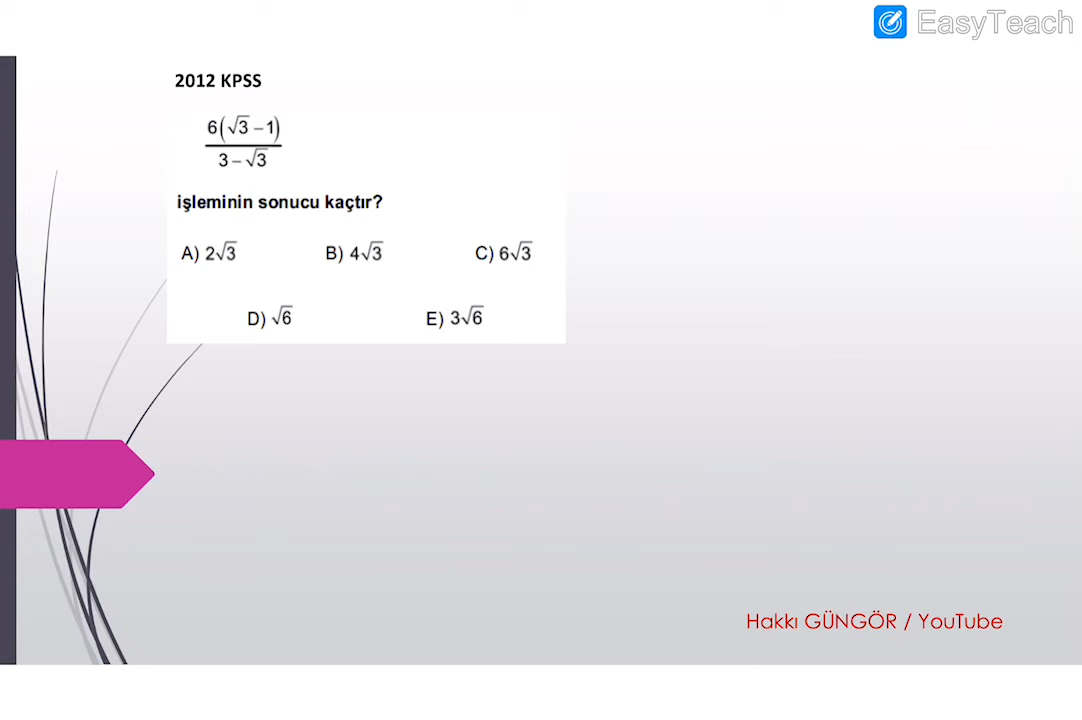 EasyTeach
2012 KPSS
6(√3 – 1)
3 – √3
işleminin sonucu kaçtır?
A) 2√3 B) 4√3 C) 6√3
D) √6 E) 3√6
Hakkı GÜNGÖR / YouTube